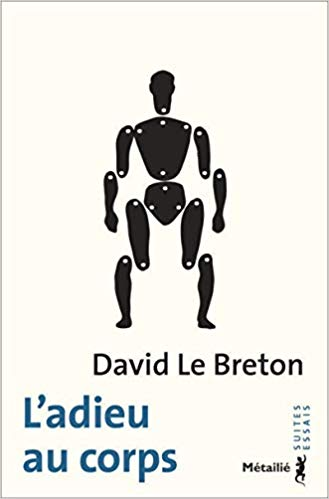 David Le Breton
L'adieu
au corps
Métailié
SUITES
ESSAIS